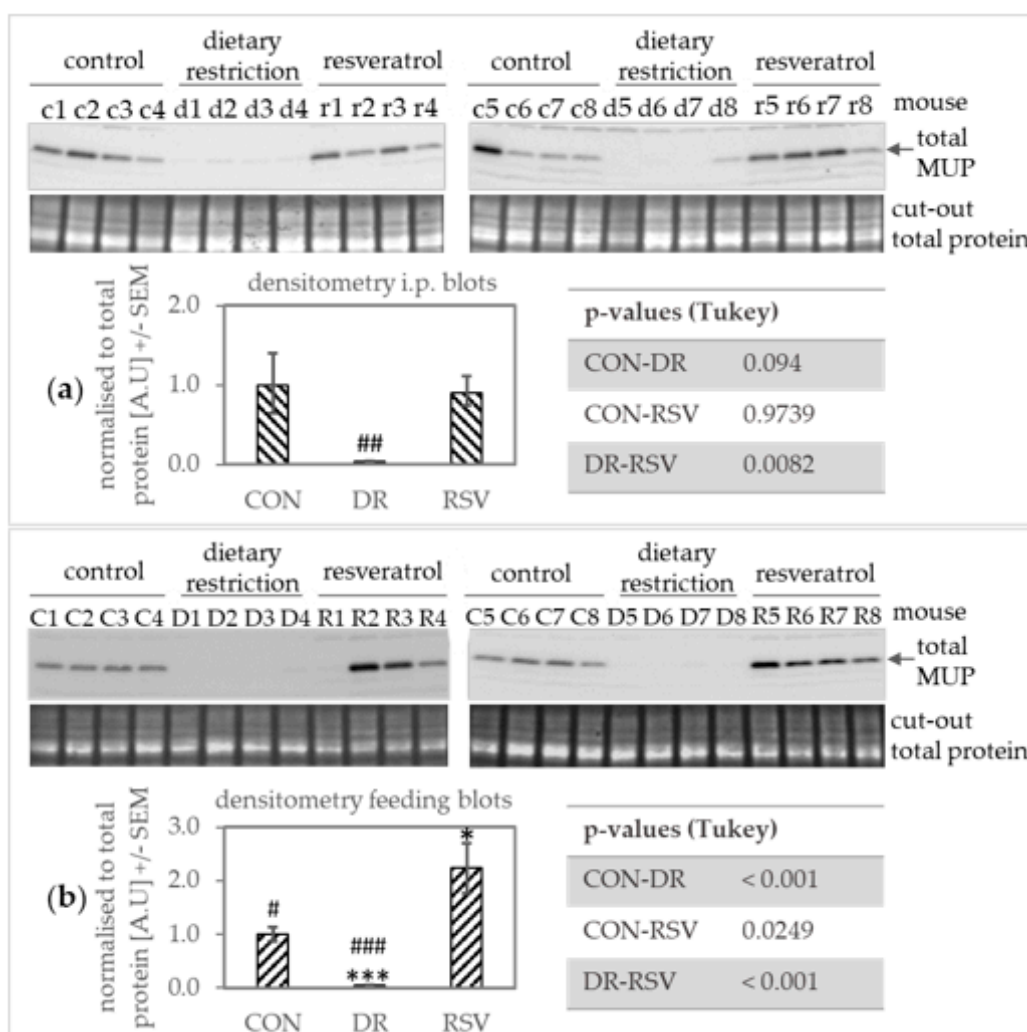 control dietary restriction resveratrol control dietary restriction resveratrol
c1 c2 c3 c4 d1 d2 d3 d4 r1 r2 r3 r4 c5 c6 c7 c8 d5 d6 d7 d8 r5 r6 r7 r8 mouse
total MUP
cut-out
total protein
(a)
normalised to total
protein [A.U] +/- SEM
densitometry i.p. blots
2.0
1.0
##
0.0
CON DR RSV
p-values (Tukey)
CON-DR 0.094
CON-RSV 0.9739
DR-RSV 0.0082
control dietary restriction resveratrol control dietary restriction resveratrol
C1 C2 C3 C4 D1 D2 D3 D4 R1 R2 R3 R4 C5 C6 C7 C8 D5 D6 D7 D8 R5 R6 R7 R8 mouse
total MUP
cut-out
total protein
(b)
normalised to total
protein [A.U] +/- SEM
densitometry feeding blots
3.0
*
2.0
#
1.0
###
***
0.0
CON DR RSV
p-values (Tukey)
CON-DR < 0.001
CON-RSV 0.0249
DR-RSV < 0.001